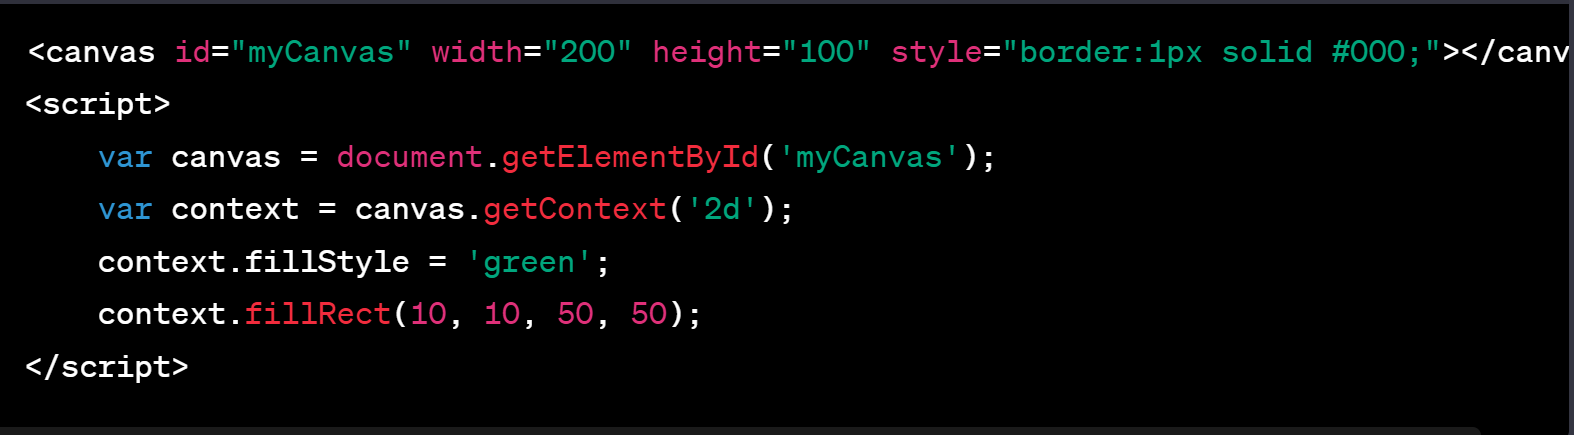 <canvas id="myCanvas" width="200" height="100" style="border:1px solid #000;"></canv
<script>
    var canvas = document.getElementById('myCanvas');
    var context = canvas.getContext('2d');
    context.fillStyle = 'green';
    context.fillRect(10, 10, 50, 50);
</script>